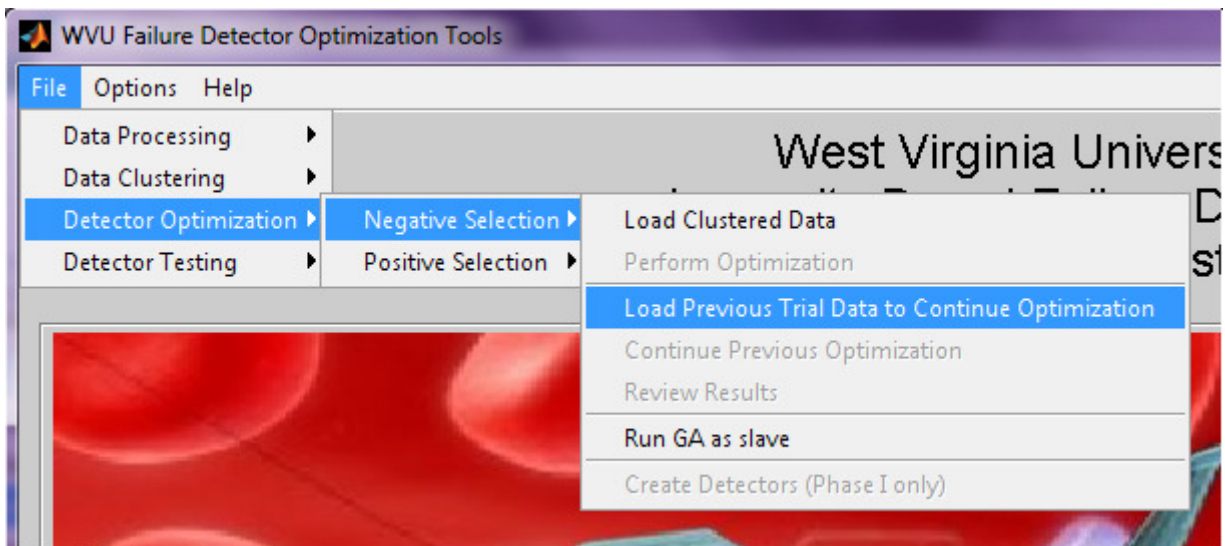 WVU Failure Detector Optimization Tools
File Options Help
Data Processing
Data Clustering
Detector Optimization
Detector Testing
Negative Selection
Positive Selection
Load Clustered Data
Perform Optimization
Load Previous Trial Data to Continue Optimization
Continue Previous Optimization
Review Results
Run GA as slave
Create Detectors (Phase I only)
West Virginia Univers